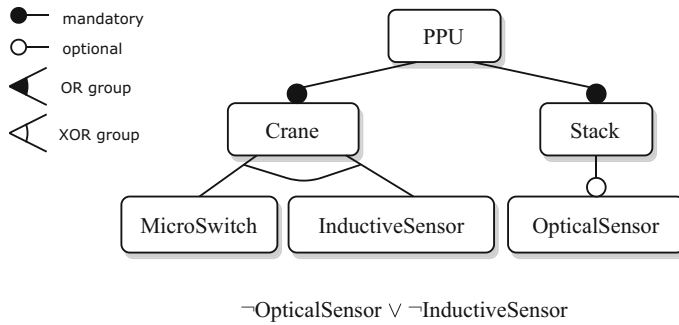 mandatory
optional
OR group
XOR group
PPU
Crane
Stack
MicroSwitch
InductiveSensor
OpticalSensor
¬OpticalSensor ∨ ¬InductiveSensor